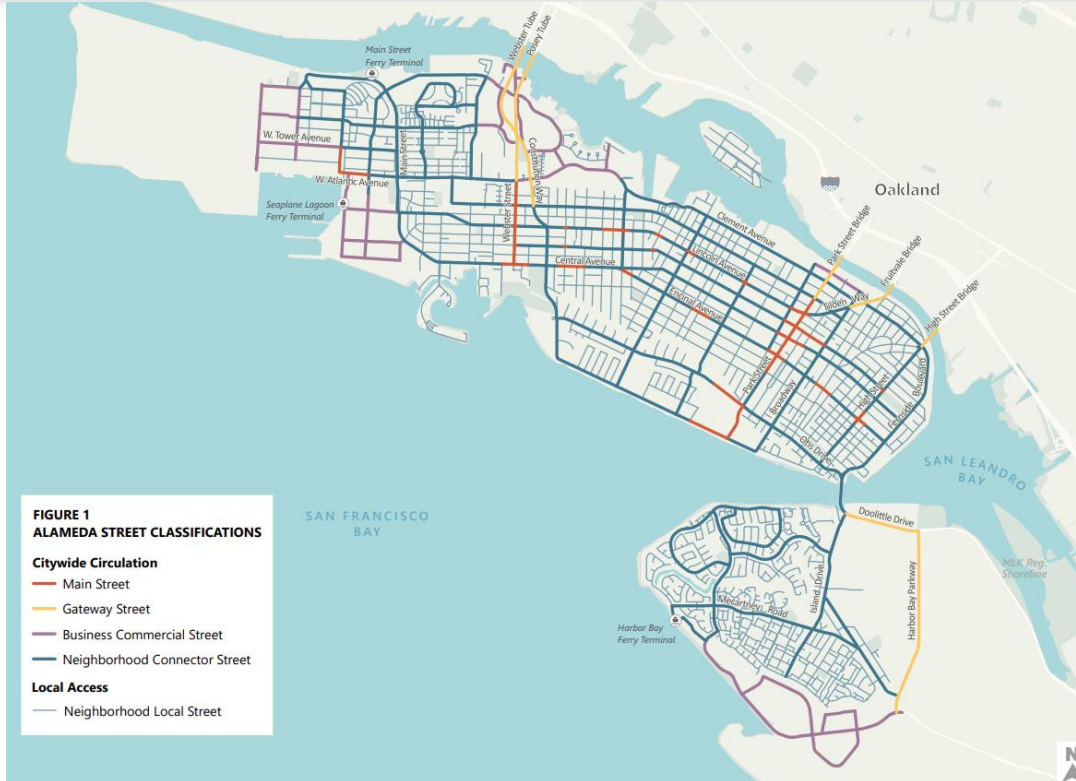 Webster Tube
Posey Tube
Main Street
Ferry Terminal
W. Tower Avenue
Main Street
Constitution Way
W. Atlantic Avenue
Seaplane Lagoon
Ferry Terminal
Webster Street
Oakland
Clement Avenue
Park Street Bridge
Fruitvale Bridge
Lincoln Avenue
Central Avenue
Tilden Way
High Street Bridge
Encinal Avenue
Park Street
Broadway
High Street
Fernside Boulevard
Otis Drive
SAN LEANDRO
BAY
SAN FRANCISCO
BAY
Doolittle Drive
MLK Reg.
Shoreline
Island Drive
Harbor Bay Parkway
Mecartney Road
Harbor Bay
Ferry Terminal
FIGURE 1
ALAMEDA STREET CLASSIFICATIONS
Citywide Circulation
Main Street
Gateway Street
Business Commercial Street
Neighborhood Connector Street
Local Access
Neighborhood Local Street
N